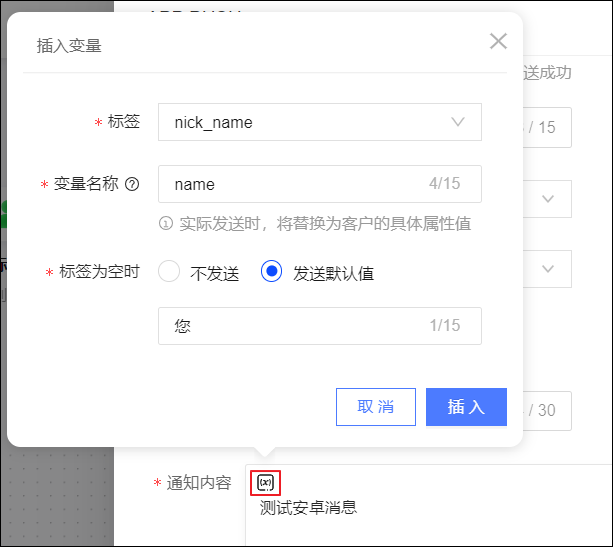 插入变量
送成功
* 标签
nick_name
/ 15
* 变量名称
name
4/15
实际发送时，将替换为客户的具体属性值
* 标签为空时
不发送
发送默认值
您
1/15
取 消
插 入
/ 30
* 通知内容
(x)
测试安卓消息